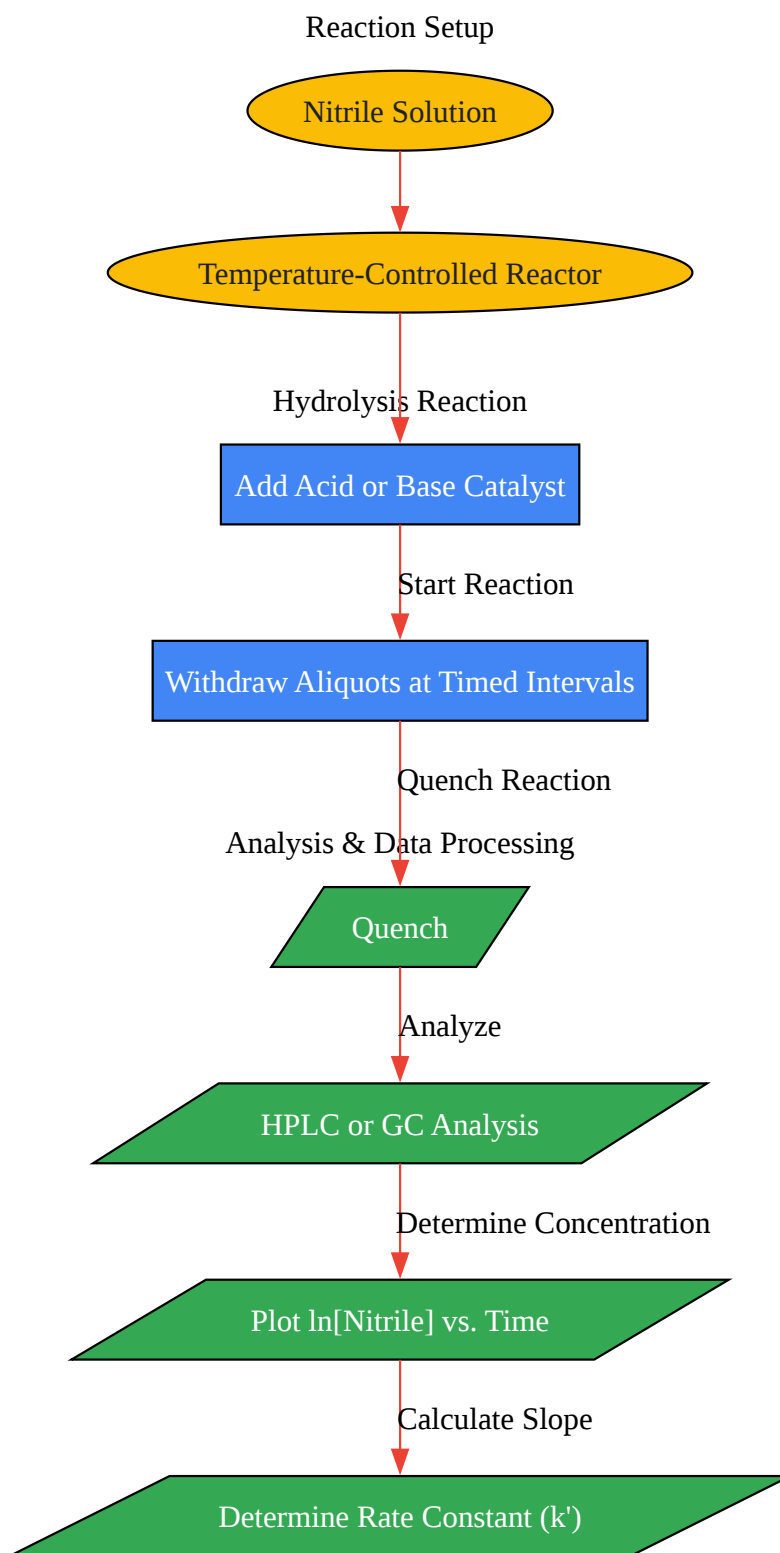 Reaction Setup
Nitrile Solution
Temperature-Controlled Reactor
Hydrolysis Reaction
Add Acid or Base Catalyst
Start Reaction
Withdraw Aliquots at Timed Intervals
Quench Reaction
Analysis & Data Processing
Quench
Analyze
HPLC or GC Analysis
Determine Concentration
Plot ln[Nitrile] vs. Time
Calculate Slope
Determine Rate Constant (k')